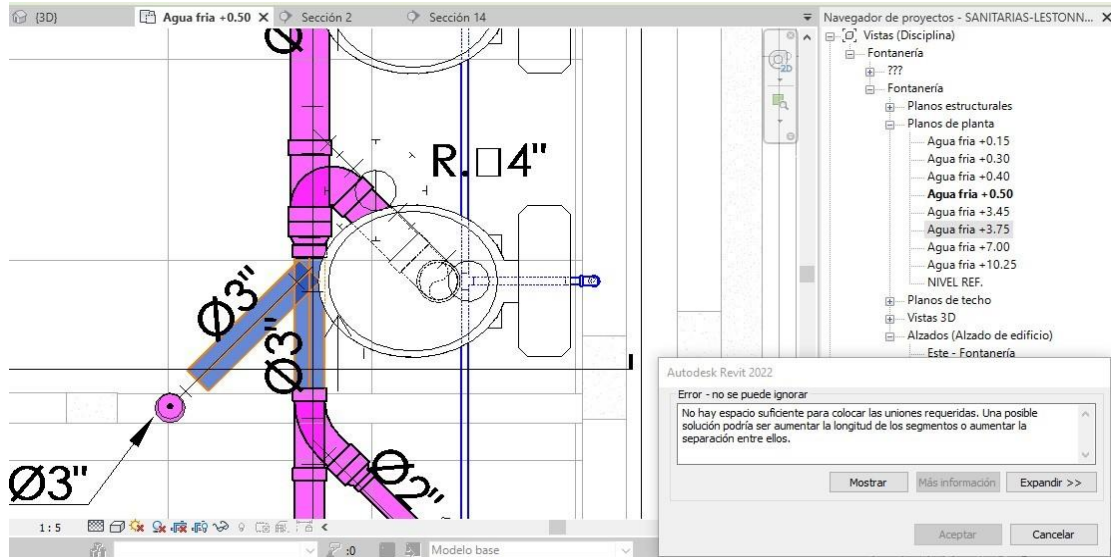 {3D}
Agua fria +0.50
Sección 2
Sección 14
Navegador de proyectos - SANITARIAS-LESTONN...
Vistas (Disciplina)
Fontanería
???
Fontanería
Planos estructurales
Planos de planta
Agua fria +0.15
Agua fria +0.30
Agua fria +0.40
Agua fria +0.50
Agua fria +3.45
Agua fria +3.75
Agua fria +7.00
Agua fria +10.25
NIVEL REF.
Planos de techo
Vistas 3D
Alzados (Alzado de edificio)
Este - Fontanería
2D
R.□4"
Ø3"
Ø3"
Ø3"
Ø2"
Autodesk Revit 2022
Error - no se puede ignorar
No hay espacio suficiente para colocar las uniones requeridas. Una posible
solución podría ser aumentar la longitud de los segmentos o aumentar la
separación entre ellos.
Mostrar
Más información
Expandir >>
Aceptar
Cancelar
1:5
:0
Modelo base